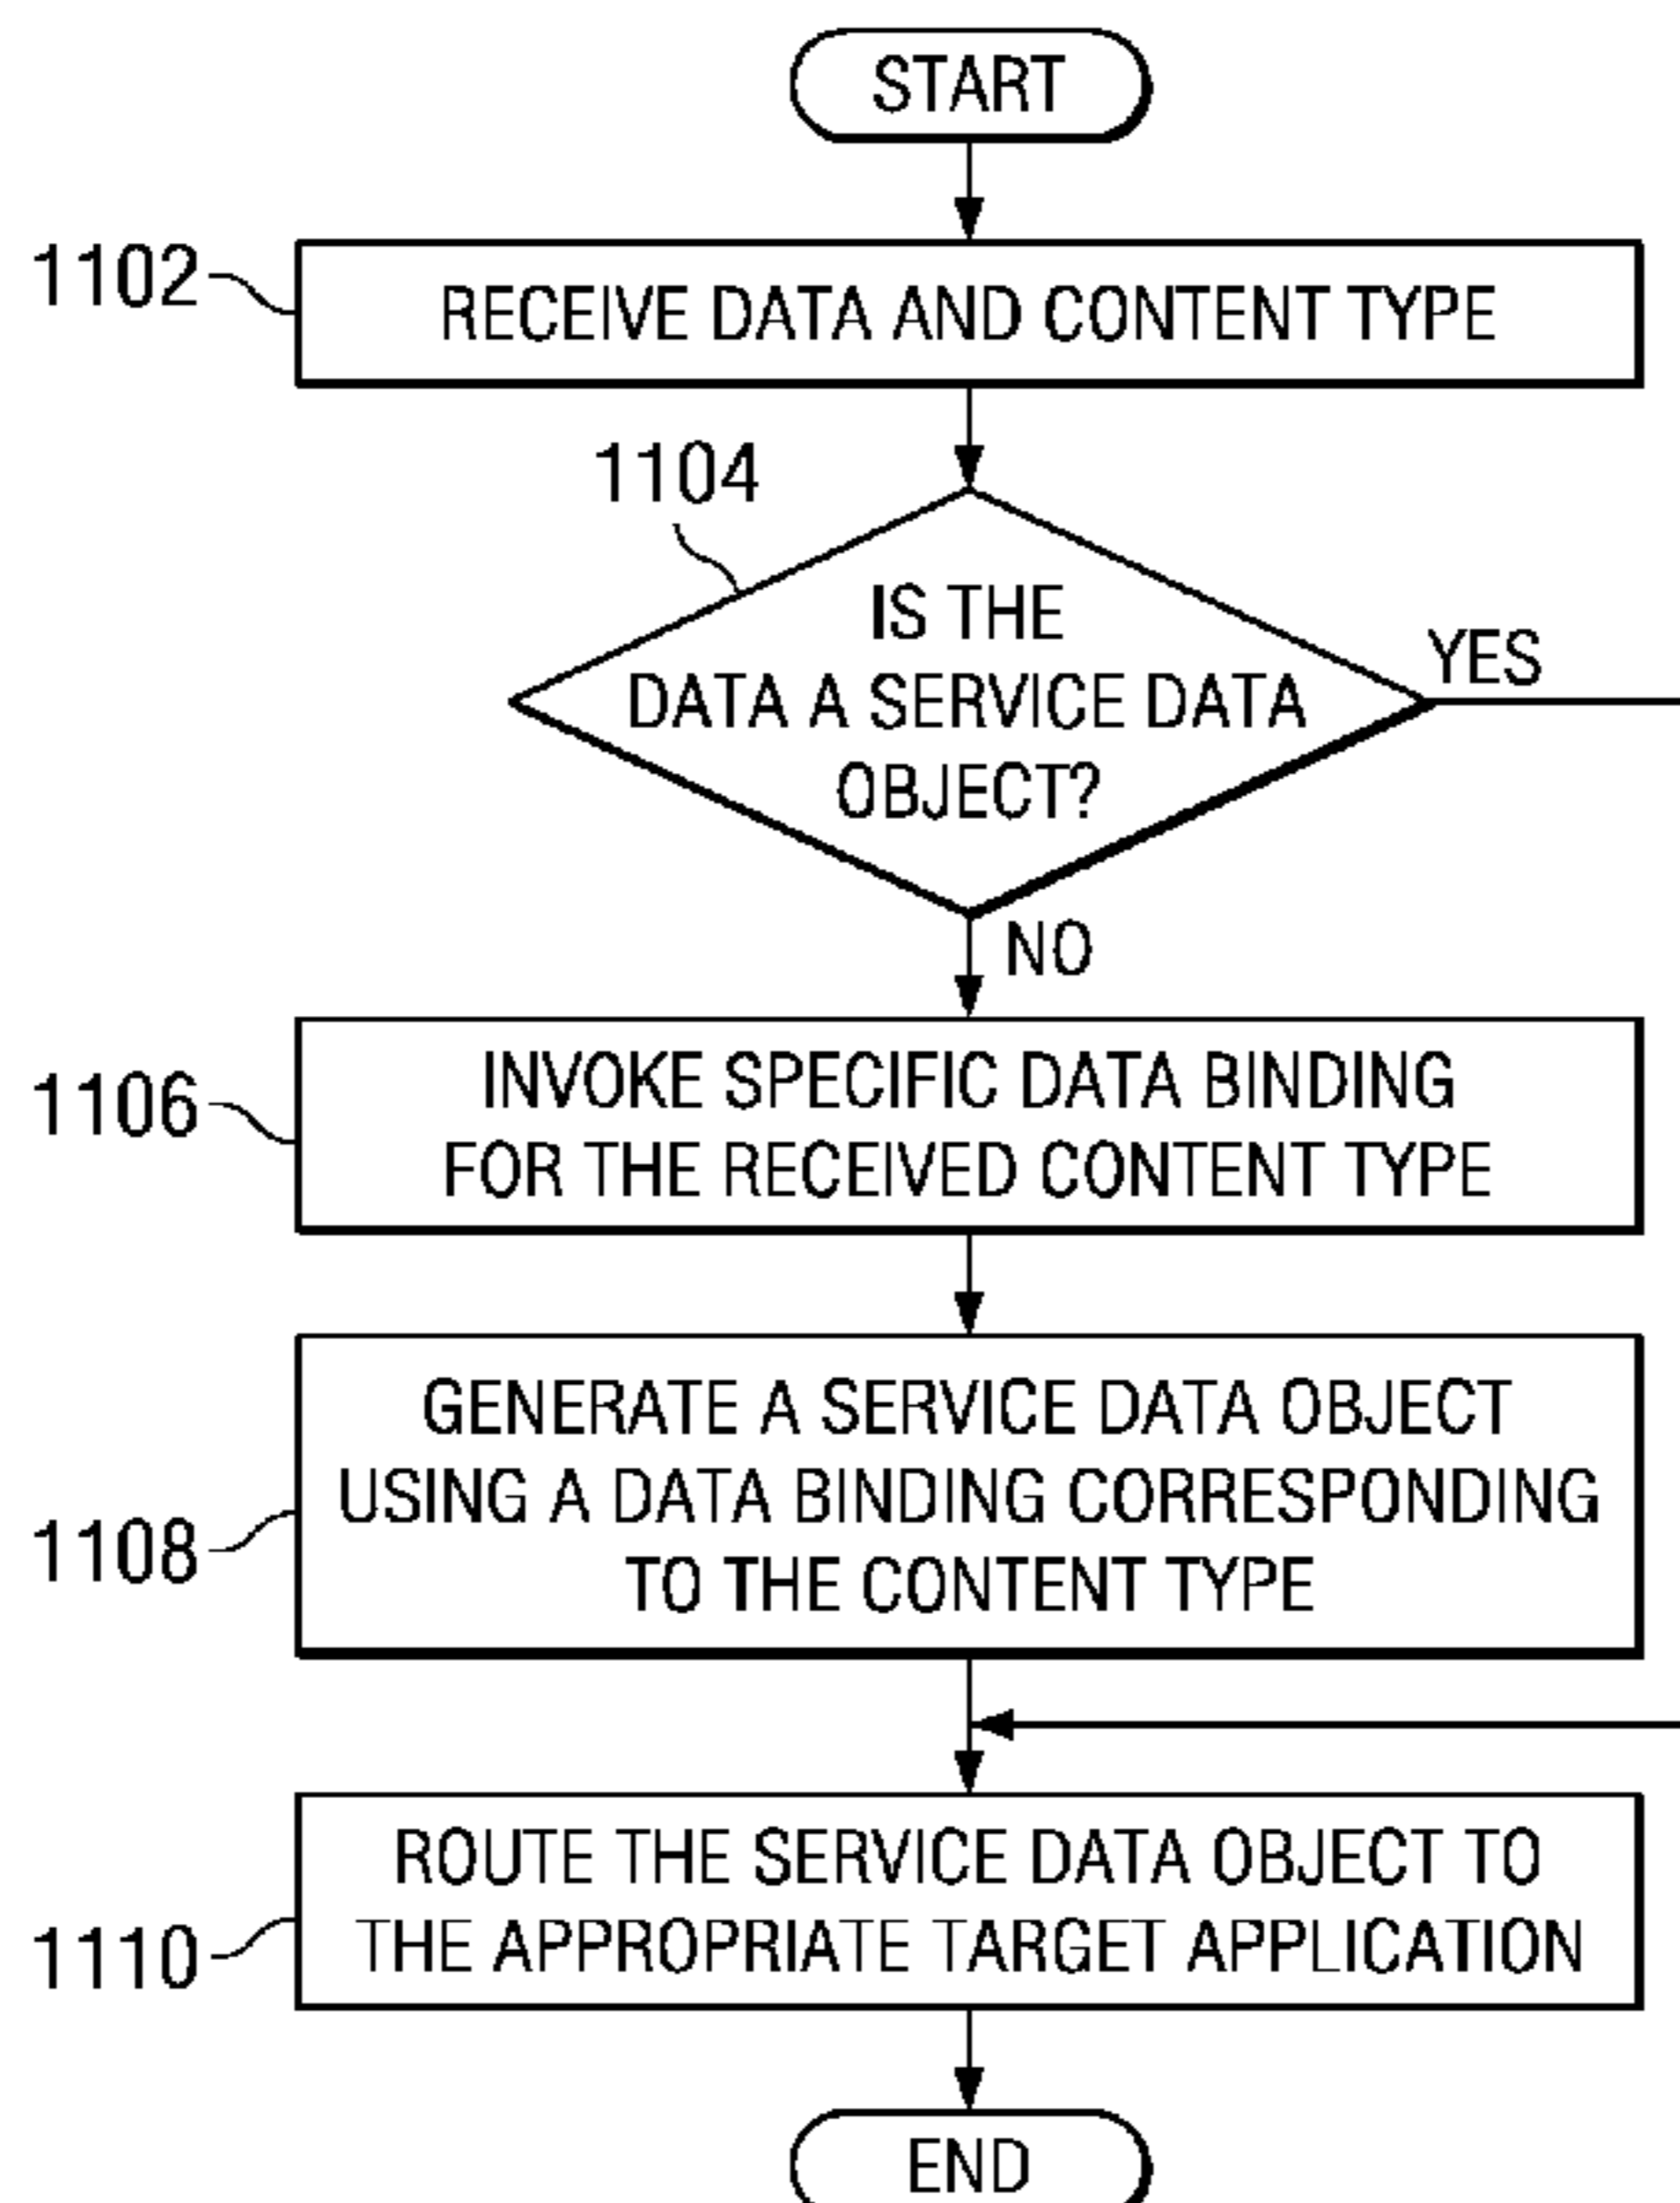 START
1102
RECEIVE DATA AND CONTENT TYPE
1104
IS THE
DATA A SERVICE DATA
OBJECT?
YES
NO
1106
INVOKE SPECIFIC DATA BINDING
FOR THE RECEIVED CONTENT TYPE
1108
GENERATE A SERVICE DATA OBJECT
USING A DATA BINDING CORRESPONDING
TO THE CONTENT TYPE
1110
ROUTE THE SERVICE DATA OBJECT TO
THE APPROPRIATE TARGET APPLICATION
END